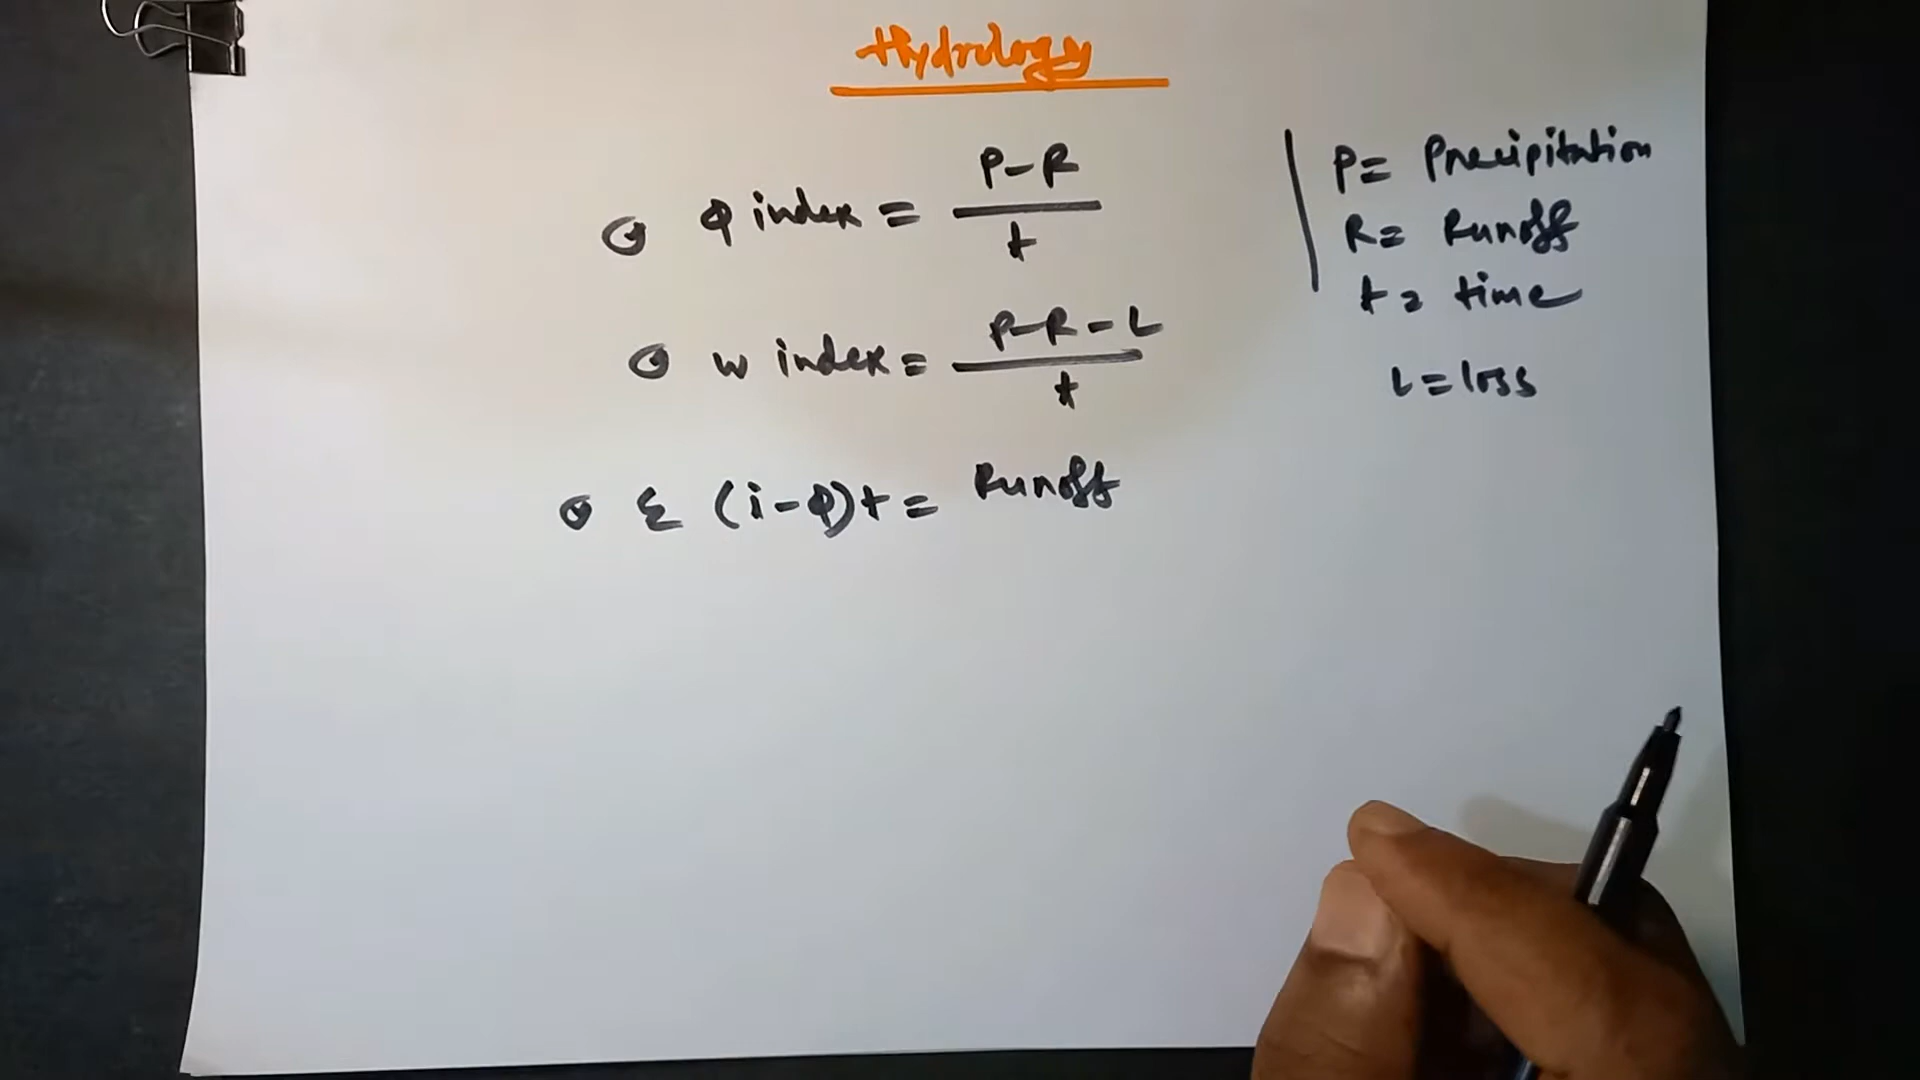 Hydrology
φ index = P-R / t
w index = P-R-L / t
Σ (i-φ)t = Runoff
P = Precipitation
R = Runoff
t = time
L = loss